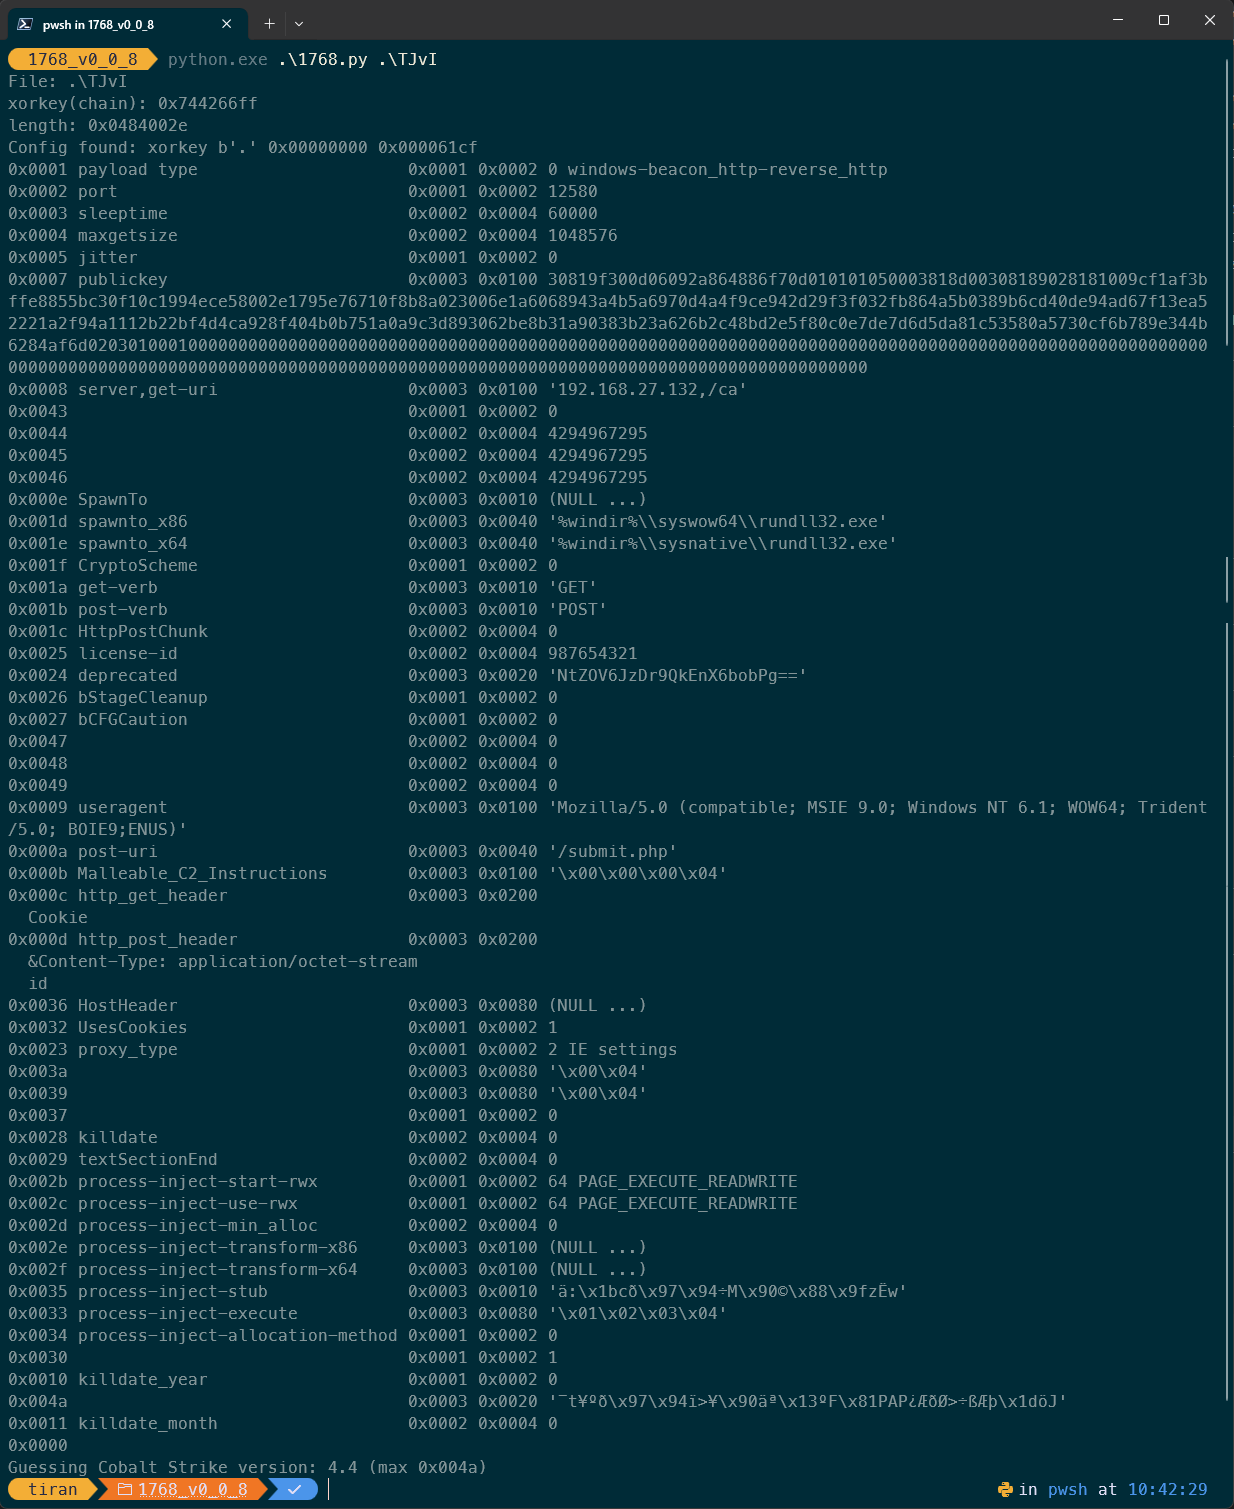 pwsh in 1768_v0_0_8
1768_v0_0_8 python.exe .\1768.py .\TJvI
File: .\TJvI
xorkey(chain): 0x744266ff
length: 0x0484002e
Config found: xorkey b'.' 0x00000000 0x000061cf
0x0001 payload type 0x0001 0x0002 0 windows-beacon_http-reverse_http
0x0002 port 0x0001 0x0002 12580
0x0003 sleeptime 0x0002 0x0004 60000
0x0004 maxgetsize 0x0002 0x0004 1048576
0x0005 jitter 0x0001 0x0002 0
0x0007 publickey 0x0003 0x0100 30819f300d06092a864886f70d010101050003818d00308189028181009cf1af3b
ffe8855bc30f10c1994ece58002e1795e76710f8b8a023006e1a6068943a4b5a6970d4a4f9ce942d29f3f032fb864a5b0389b6cd40de94ad67f13ea5
2221a2f94a1112b22bf4d4ca928f404b0b751a0a9c3d893062be8b31a90383b23a626b2c48bd2e5f80c0e7de7d6d5da81c53580a5730cf6b789e344b
6284af6d020301000100000000000000000000000000000000000000000000000000000000000000000000000000000000000000000000000000000000
00000000000000000000000000000000000000000000000000000000000000000000000000000000000000
0x0008 server,get-uri 0x0003 0x0100 '192.168.27.132,/ca'
0x0043 0x0001 0x0002 0
0x0044 0x0002 0x0004 4294967295
0x0045 0x0002 0x0004 4294967295
0x0046 0x0002 0x0004 4294967295
0x000e SpawnTo 0x0003 0x0010 (NULL ...)
0x001d spawnto_x86 0x0003 0x0040 '%windir%\\syswow64\\rundll32.exe'
0x001e spawnto_x64 0x0003 0x0040 '%windir%\\sysnative\\rundll32.exe'
0x001f CryptoScheme 0x0001 0x0002 0
0x001a get-verb 0x0003 0x0010 'GET'
0x001b post-verb 0x0003 0x0010 'POST'
0x001c HttpPostChunk 0x0002 0x0004 0
0x0025 license-id 0x0002 0x0004 987654321
0x0024 deprecated 0x0003 0x0020 'NtZOV6JzDr9QkEnX6bobPg=='
0x0026 bStageCleanup 0x0001 0x0002 0
0x0027 bCFGCaution 0x0001 0x0002 0
0x0047 0x0002 0x0004 0
0x0048 0x0002 0x0004 0
0x0049 0x0002 0x0004 0
0x0009 useragent 0x0003 0x0100 'Mozilla/5.0 (compatible; MSIE 9.0; Windows NT 6.1; WOW64; Trident
/5.0; BOIE9;ENUS)'
0x000a post-uri 0x0003 0x0040 '/submit.php'
0x000b Malleable_C2_Instructions 0x0003 0x0100 '\x00\x00\x00\x04'
0x000c http_get_header 0x0003 0x0200
Cookie
0x000d http_post_header 0x0003 0x0200
&Content-Type: application/octet-stream
id
0x0036 HostHeader 0x0003 0x0080 (NULL ...)
0x0032 UsesCookies 0x0001 0x0002 1
0x0023 proxy_type 0x0001 0x0002 2 IE settings
0x003a 0x0003 0x0080 '\x00\x04'
0x0039 0x0003 0x0080 '\x00\x04'
0x0037 0x0001 0x0002 0
0x0028 killdate 0x0002 0x0004 0
0x0029 textSectionEnd 0x0002 0x0004 0
0x002b process-inject-start-rwx 0x0001 0x0002 64 PAGE_EXECUTE_READWRITE
0x002c process-inject-use-rwx 0x0001 0x0002 64 PAGE_EXECUTE_READWRITE
0x002d process-inject-min_alloc 0x0002 0x0004 0
0x002e process-inject-transform-x86 0x0003 0x0100 (NULL ...)
0x002f process-inject-transform-x64 0x0003 0x0100 (NULL ...)
0x0035 process-inject-stub 0x0003 0x0010 'ä:\x1bcõ\x97\x94÷M\x90©\x88\x9fzËw'
0x0033 process-inject-execute 0x0003 0x0080 '\x01\x02\x03\x04'
0x0034 process-inject-allocation-method 0x0001 0x0002 0
0x0030 0x0001 0x0002 1
0x0010 killdate_year 0x0001 0x0002 0
0x004a 0x0003 0x0020 '¯t¥ºð\x97\x94ï>¥\x90äª\x13ºF\x81PAP¿ÆðØ>÷ßÆþ\x1döJ'
0x0011 killdate_month 0x0002 0x0004 0
0x0000
Guessing Cobalt Strike version: 4.4 (max 0x004a)
tiran 1768_v0_0_8 in pwsh at 10:42:29